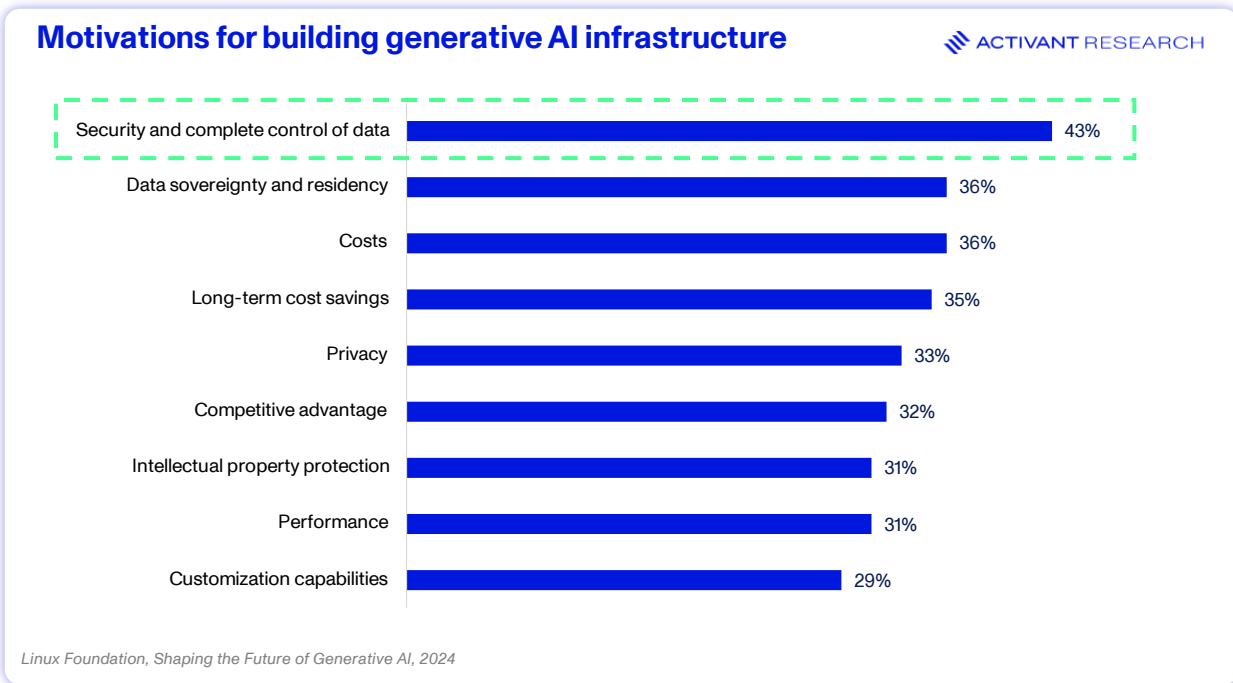 Motivations for building generative AI infrastructure
ACTIVANT RESEARCH
Security and complete control of data 43%
Data sovereignty and residency 36%
Costs 36%
Long-term cost savings 35%
Privacy 33%
Competitive advantage 32%
Intellectual property protection 31%
Performance 31%
Customization capabilities 29%
Linux Foundation, Shaping the Future of Generative AI, 2024